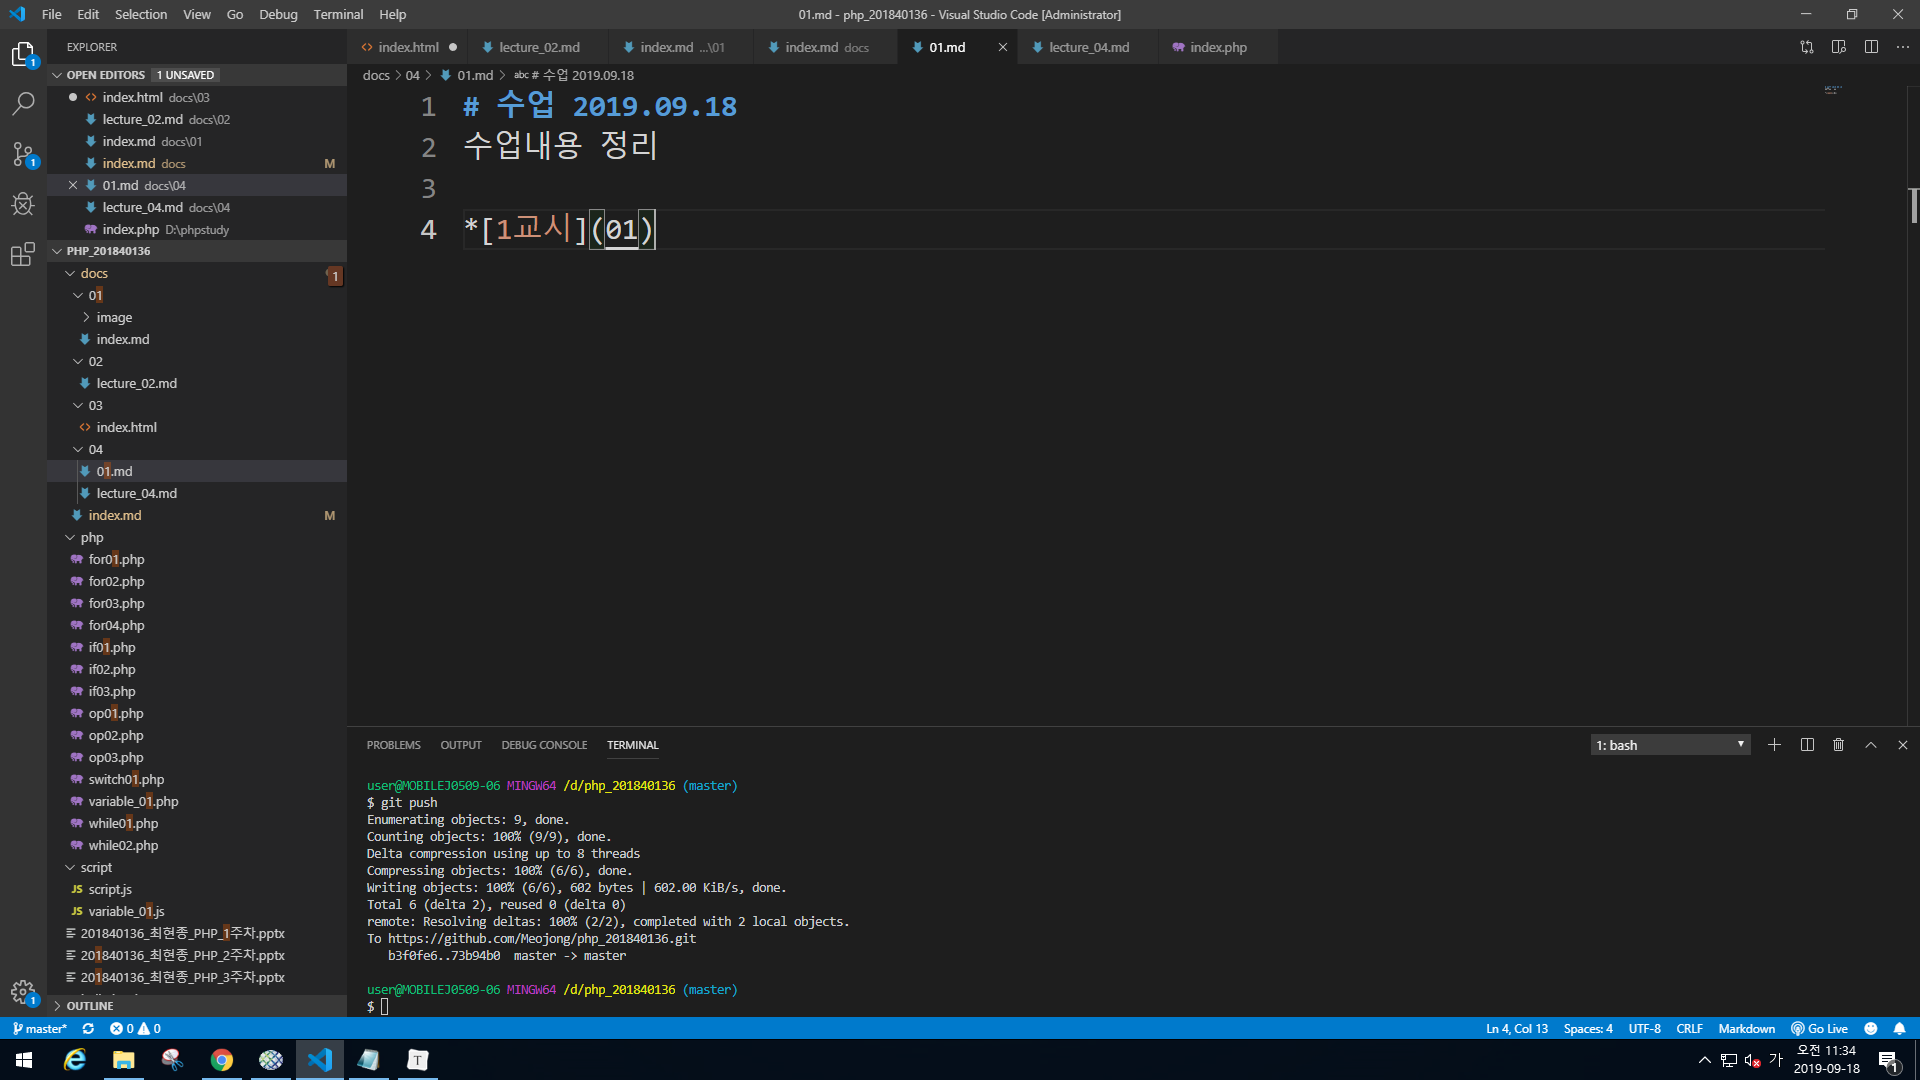 File Edit Selection View Go Debug Terminal Help
01.md - php_201840136 - Visual Studio Code [Administrator]
EXPLORER
OPEN EDITORS 1 UNSAVED
index.html docs\03
lecture_02.md docs\02
index.md docs\01
index.md docs M
01.md docs\04
lecture_04.md docs\04
index.php D:\phpstudy
PHP_201840136
docs 1
01
image
index.md
02
lecture_02.md
03
index.html
04
01.md
lecture_04.md
index.md M
php
for01.php
for02.php
for03.php
for04.php
if01.php
if02.php
if03.php
op01.php
op02.php
op03.php
switch01.php
variable_01.php
while01.php
while02.php
script
JS script.js
JS variable_01.js
201840136_최현종_PHP_1주차.pptx
201840136_최현종_PHP_2주차.pptx
201840136_최현종_PHP_3주차.pptx
OUTLINE
index.html lecture_02.md index.md ...\01 index.md docs 01.md lecture_04.md index.php
docs > 04 > 01.md > abc # 수업 2019.09.18
1 # 수업 2019.09.18
2 수업내용 정리
3
4 *[1교시](01)
PROBLEMS OUTPUT DEBUG CONSOLE TERMINAL
1: bash
user@MOBILEJ0509-06 MINGW64 /d/php_201840136 (master)
$ git push
Enumerating objects: 9, done.
Counting objects: 100% (9/9), done.
Delta compression using up to 8 threads
Compressing objects: 100% (6/6), done.
Writing objects: 100% (6/6), 602 bytes | 602.00 KiB/s, done.
Total 6 (delta 2), reused 0 (delta 0)
remote: Resolving deltas: 100% (2/2), completed with 2 local objects.
To https://github.com/Meojong/php_201840136.git
b3f0fe6..73b94b0 master -> master
user@MOBILEJ0509-06 MINGW64 /d/php_201840136 (master)
$
1
1
1
master* 0 0
Ln 4, Col 13 Spaces: 4 UTF-8 CRLF Markdown Go Live
T
가
오전 11:34
2019-09-18
1